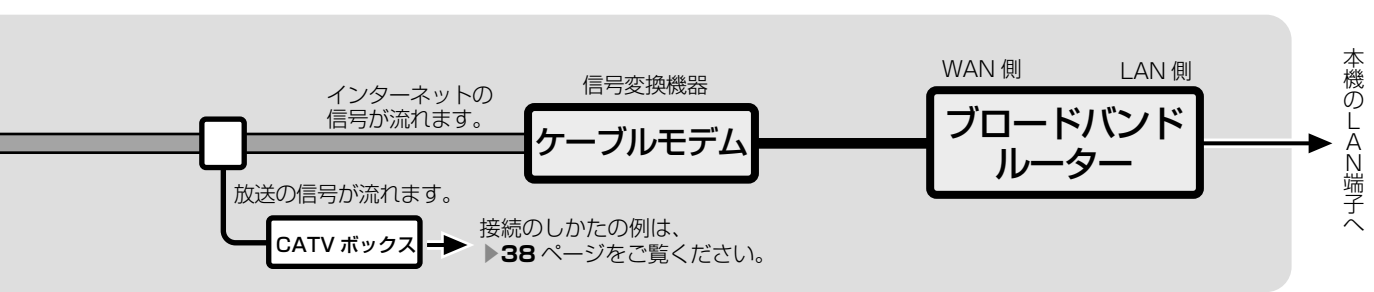 インターネットの
信号が流れます。
信号変換機器
ケーブルモデム
WAN 側
LAN 側
ブロードバンド
ルーター
本機のLAN端子へ
放送の信号が流れます。
CATV ボックス
接続のしかたの例は、
▶38 ページをご覧ください。